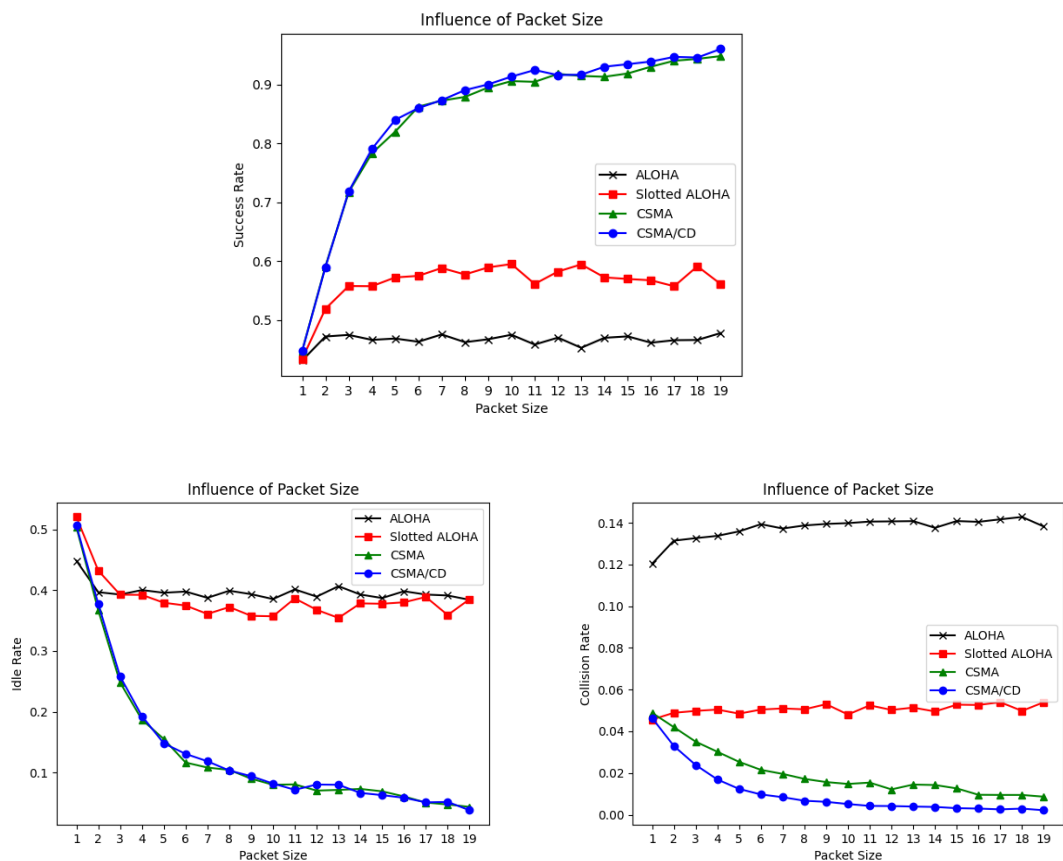 Influence of Packet Size
Success Rate
0.9
0.8
0.7
0.6
0.5
ALOHA
Slotted ALOHA
CSMA
CSMA/CD
1 2 3 4 5 6 7 8 9 10 11 12 13 14 15 16 17 18 19
Packet Size
Influence of Packet Size
Idle Rate
0.5
0.4
0.3
0.2
0.1
ALOHA
Slotted ALOHA
CSMA
CSMA/CD
1 2 3 4 5 6 7 8 9 10 11 12 13 14 15 16 17 18 19
Packet Size
Influence of Packet Size
Collision Rate
0.14
0.12
0.10
0.08
0.06
0.04
0.02
0.00
ALOHA
Slotted ALOHA
CSMA
CSMA/CD
1 2 3 4 5 6 7 8 9 10 11 12 13 14 15 16 17 18 19
Packet Size